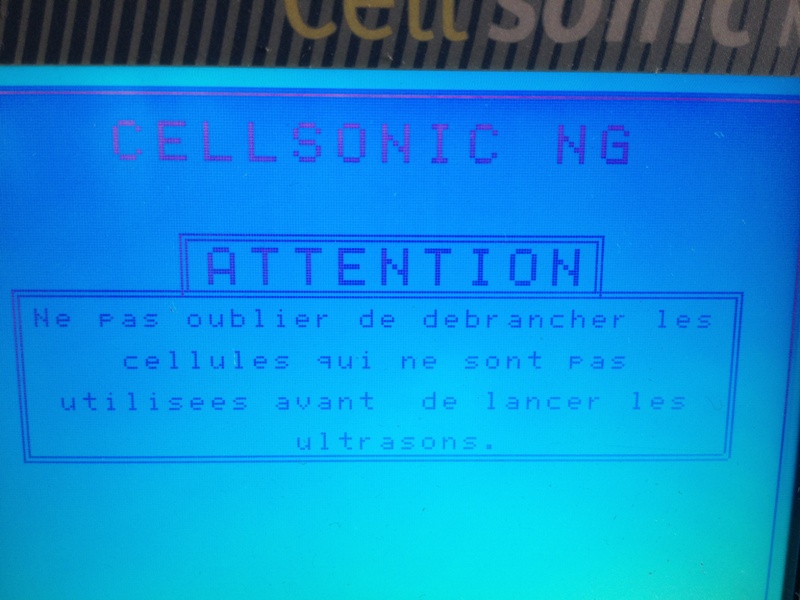 Cellsonic
CELLSONIC NG
ATTENTION
Ne pas oublier de debrancher les
cellules qui ne sont pas
utilisees avant de lancer les
ultrasons.